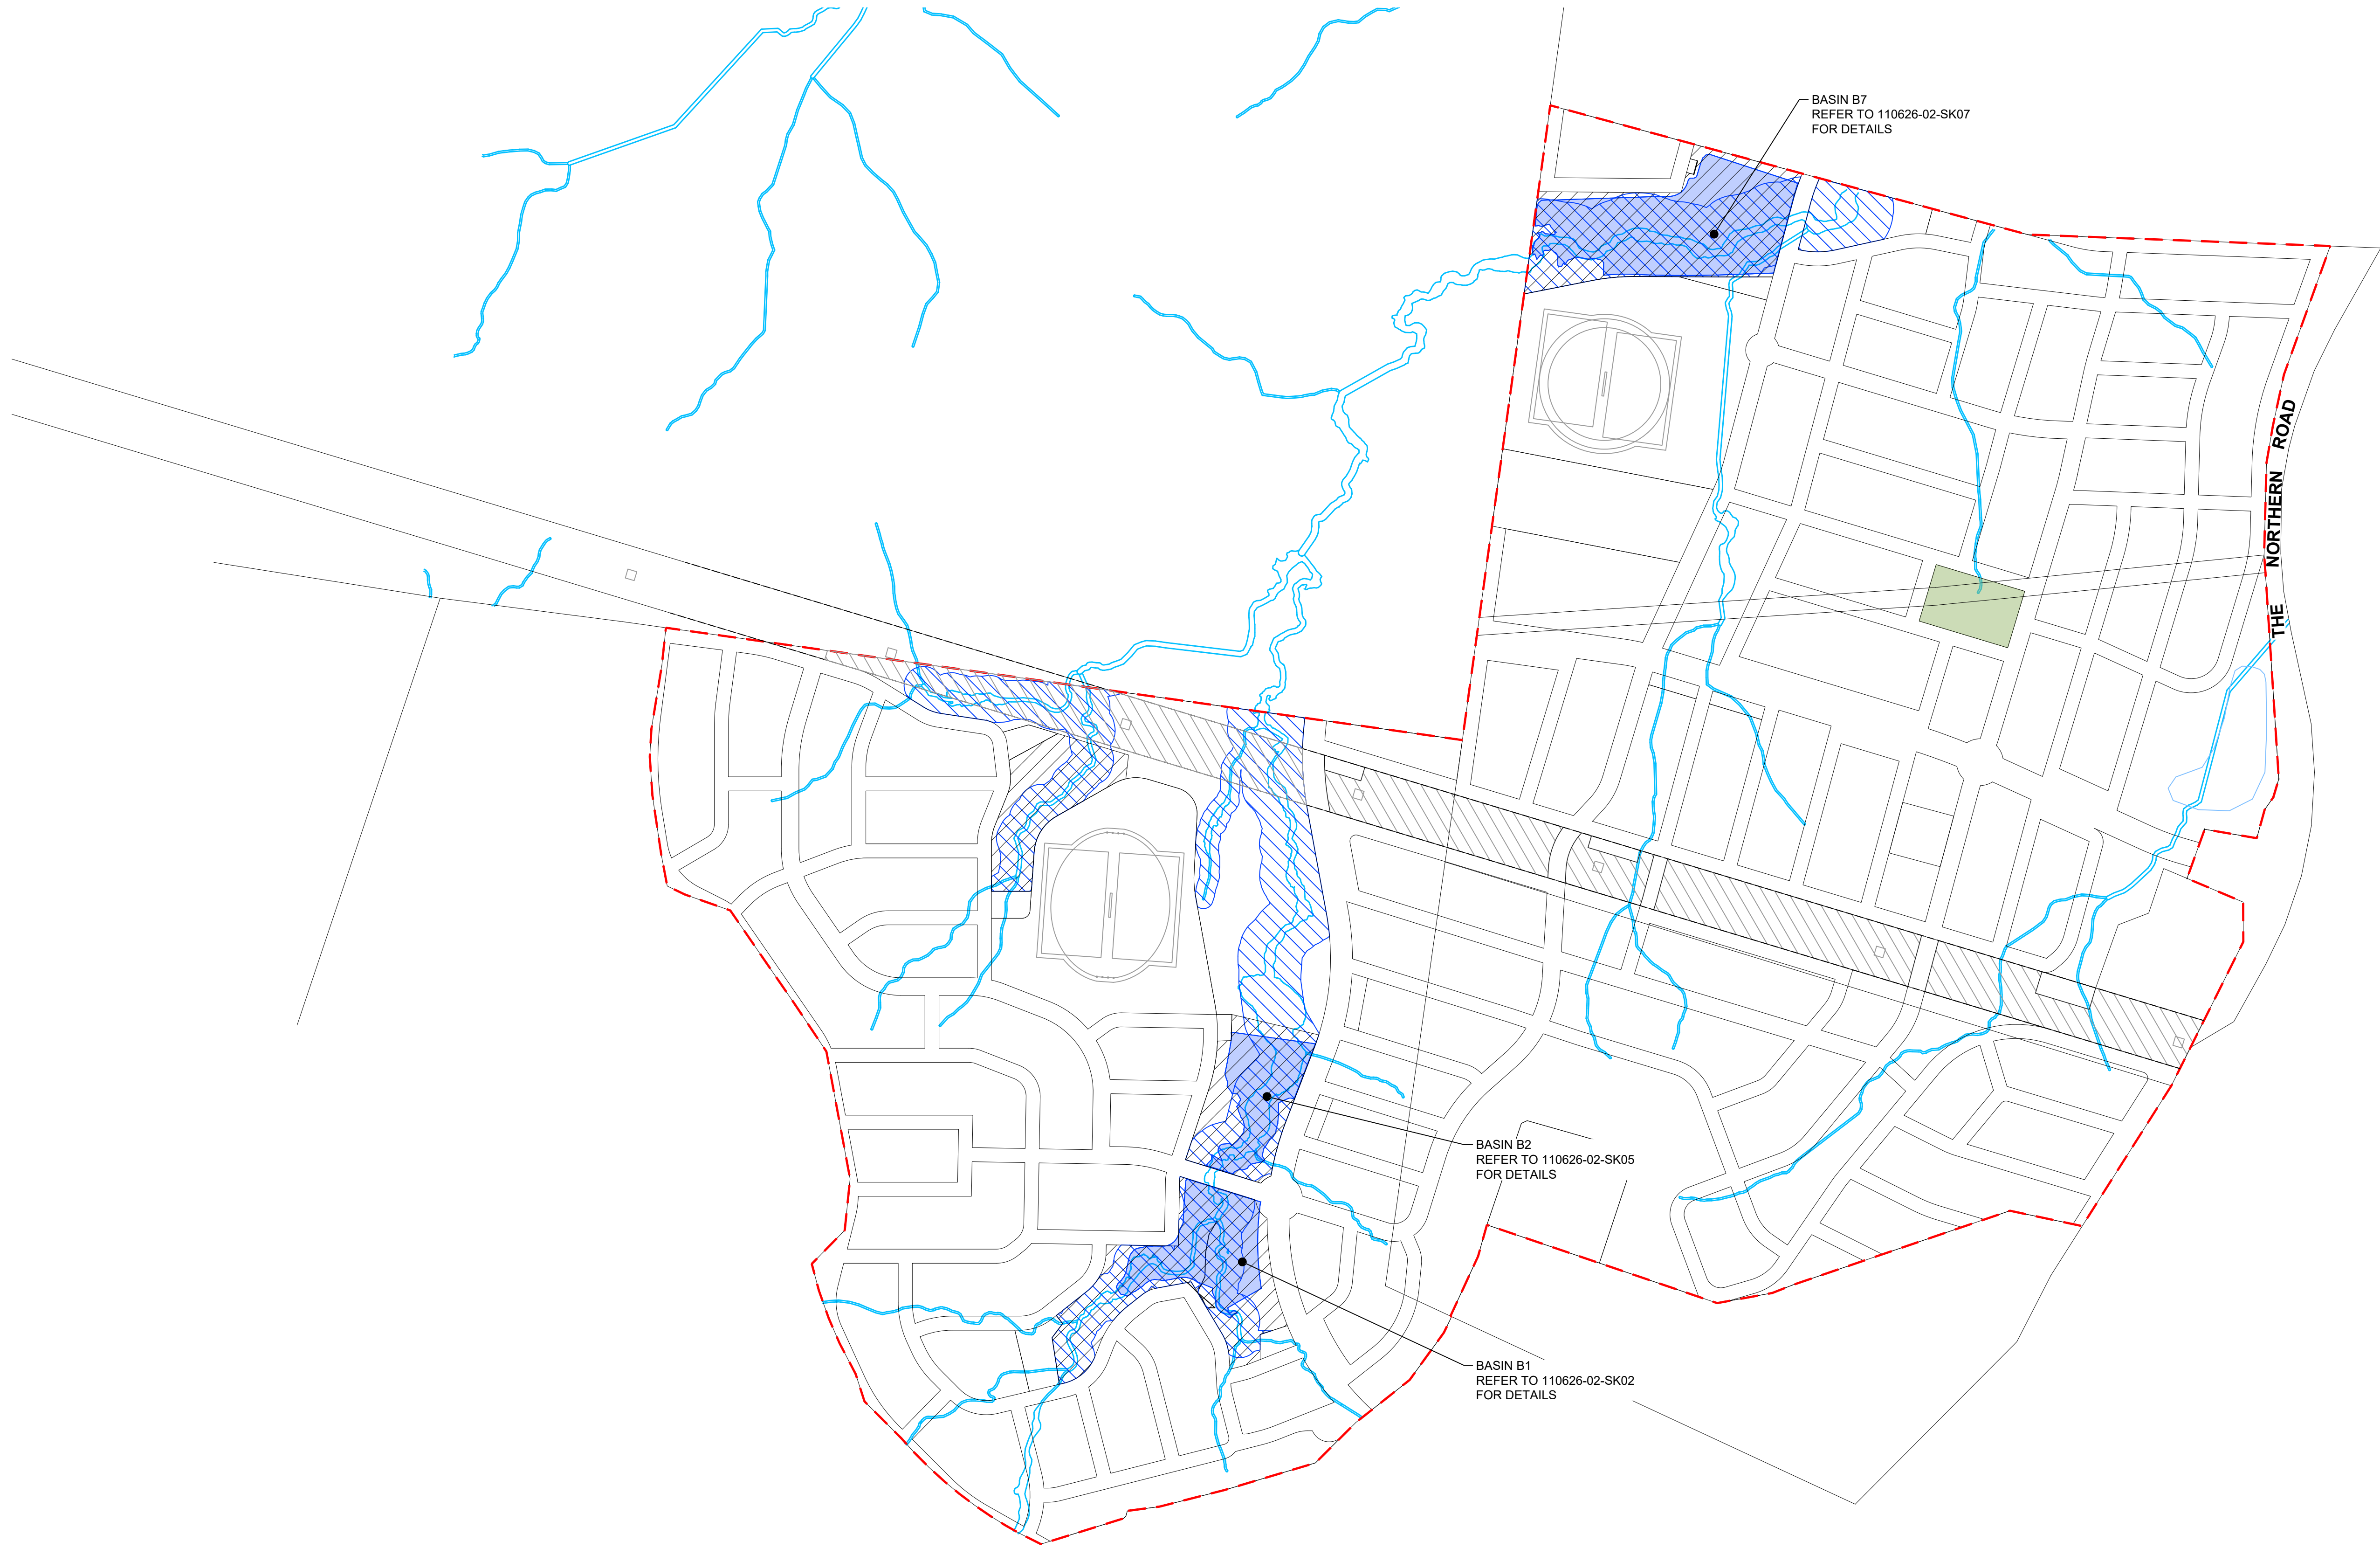 BASIN B7
REFER TO 110626-02-SK07
FOR DETAILS
THE NORTHERN ROAD
BASIN B2
REFER TO 110626-02-SK05
FOR DETAILS
BASIN B1
REFER TO 110626-02-SK02
FOR DETAILS